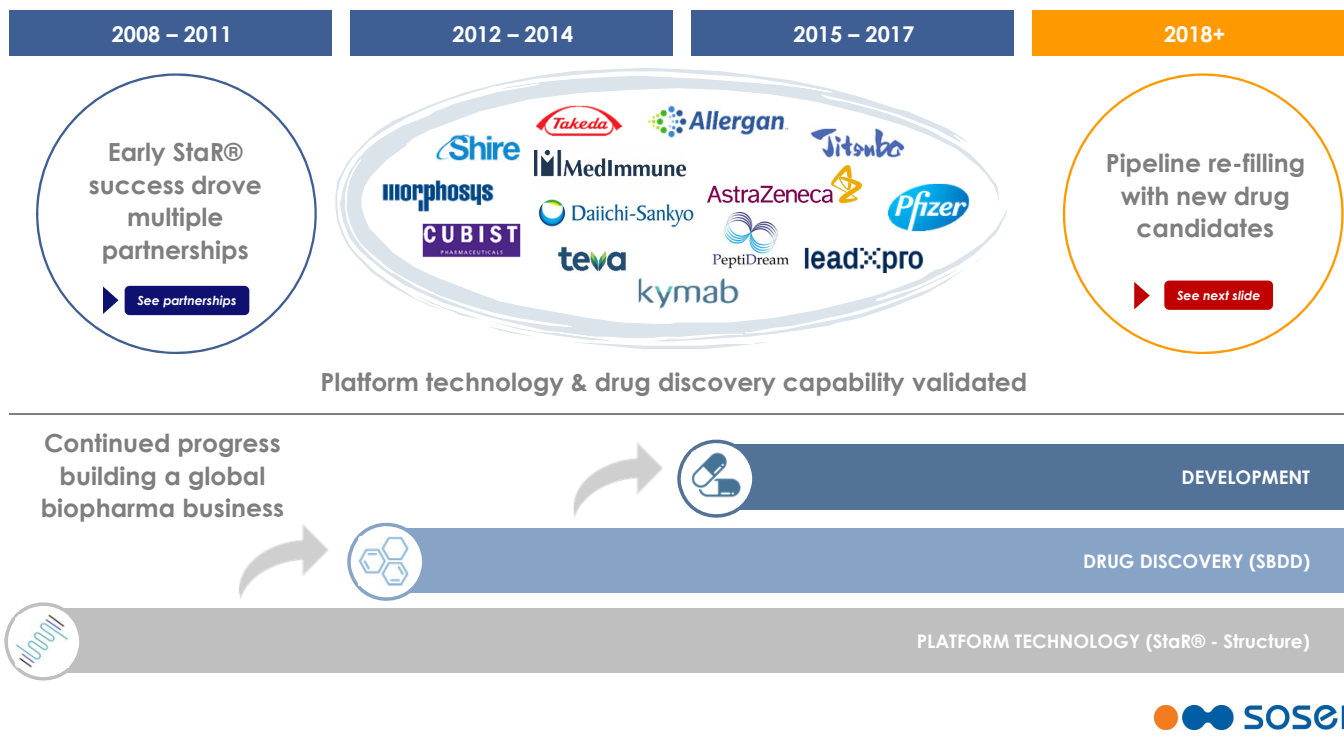 2008 – 2011
2012 – 2014
2015 – 2017
2018+
Early StaR®
success drove
multiple
partnerships
See partnerships
Takeda
Allergan
Shire
Jitsubo
MedImmune
morphosys
AstraZeneca
Pfizer
Daiichi-Sankyo
CUBIST
PHARMACEUTICALS
teva
PeptiDream
leadXpro
kymab
Pipeline re-filling
with new drug
candidates
See next slide
Platform technology & drug discovery capability validated
Continued progress
building a global
biopharma business
DEVELOPMENT
DRUG DISCOVERY (SBDD)
PLATFORM TECHNOLOGY (StaR® - Structure)